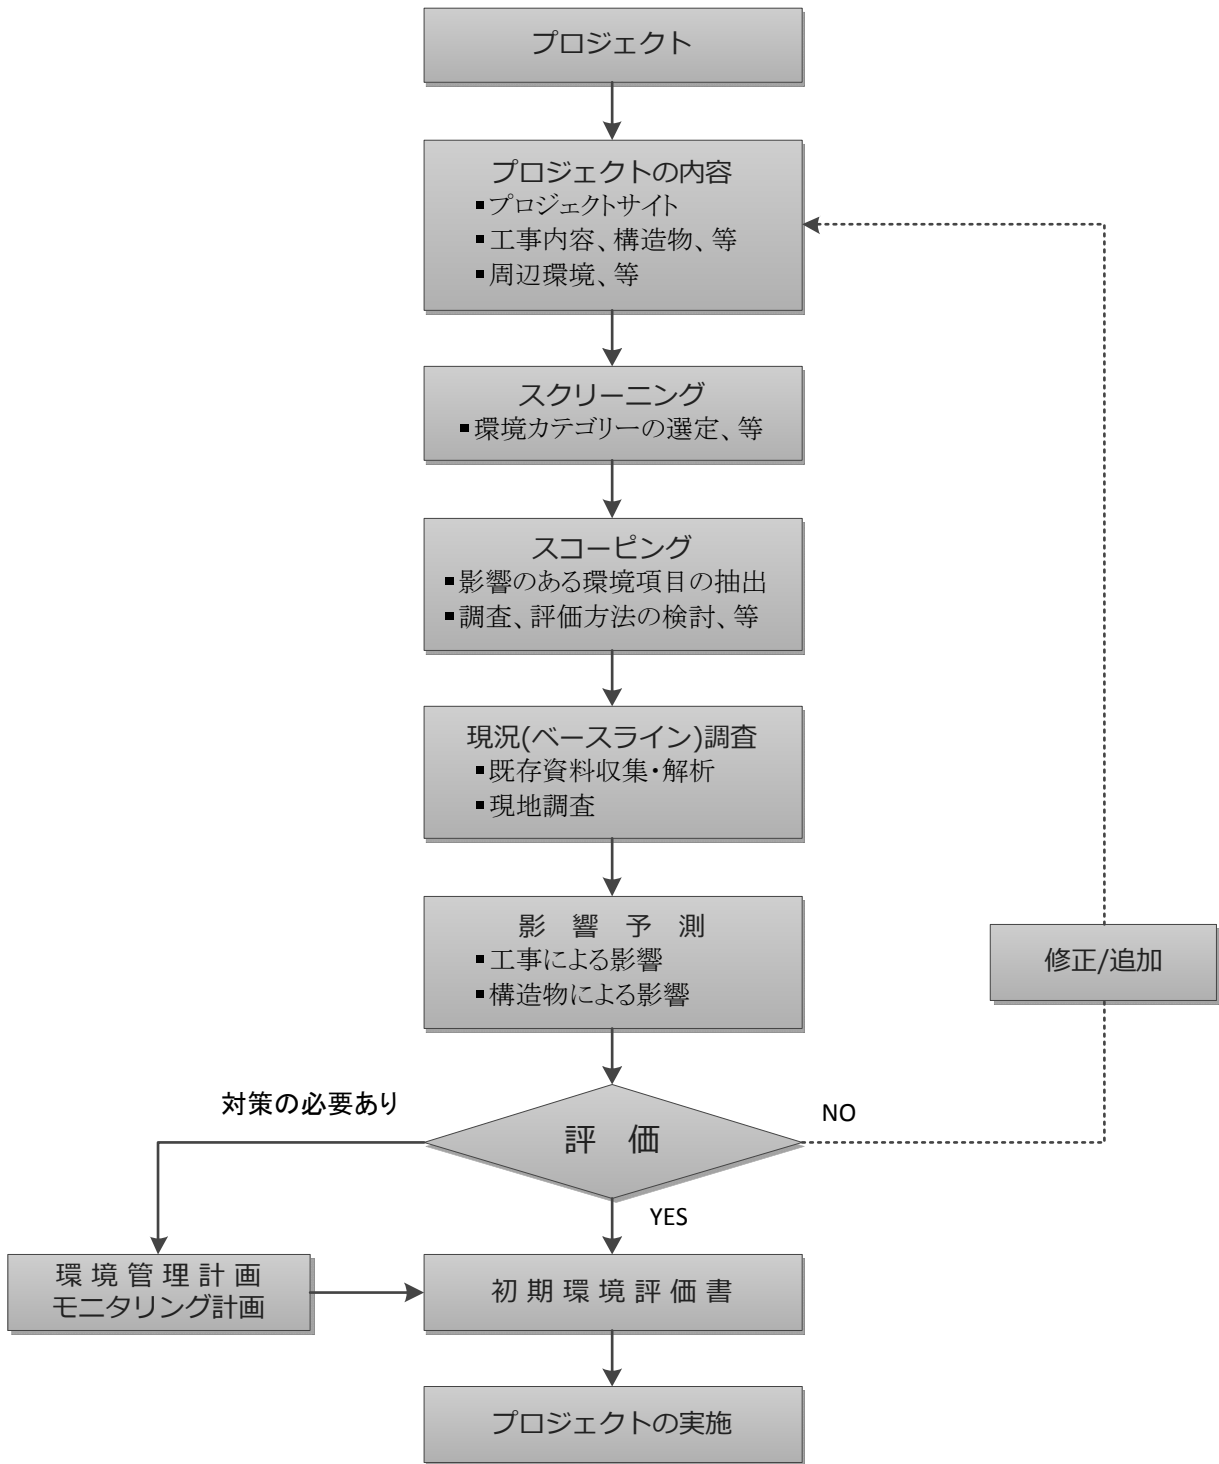 プロジェクト
プロジェクトの内容
▪プロジェクトサイト
▪工事内容、構造物、等
▪周辺環境、等
スクリーニング
▪環境カテゴリーの選定、等
スコーピング
▪影響のある環境項目の抽出
▪調査、評価方法の検討、等
現況(ベースライン)調査
▪既存資料収集・解析
▪現地調査
影 響 予 測
▪工事による影響
▪構造物による影響
修正/追加
対策の必要あり
評 価
NO
YES
環 境 管 理 計 画
モニタリング計画
初 期 環 境 評 価 書
プロジェクトの実施